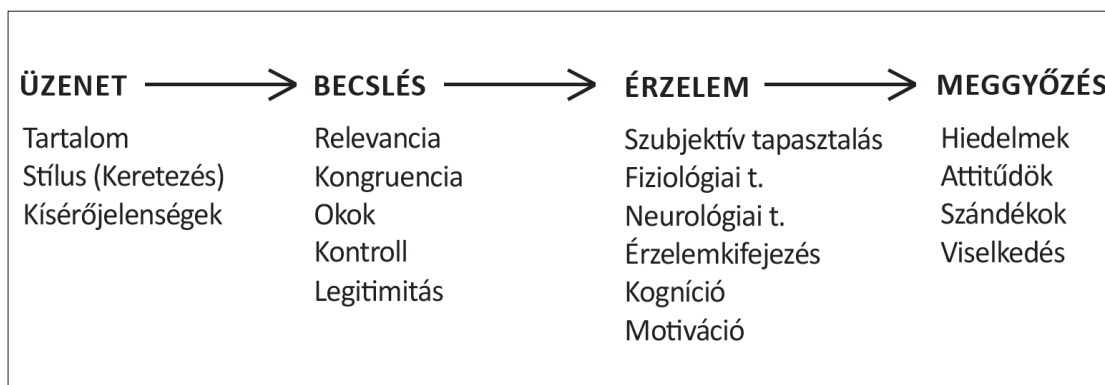 ÜZENET
Tartalom
Stílus (Keretezés)
Kísérőjelenségek
BECSLÉS
Relevancia
Kongruencia
Okok
Kontroll
Legitimitás
ÉRZELEM
Szubjektív tapasztalás
Fiziológiai t.
Neurológiai t.
Érzelemkifejezés
Kogníció
Motiváció
MEGGYŐZÉS
Hiedelmek
Attitűdök
Szándékok
Viselkedés